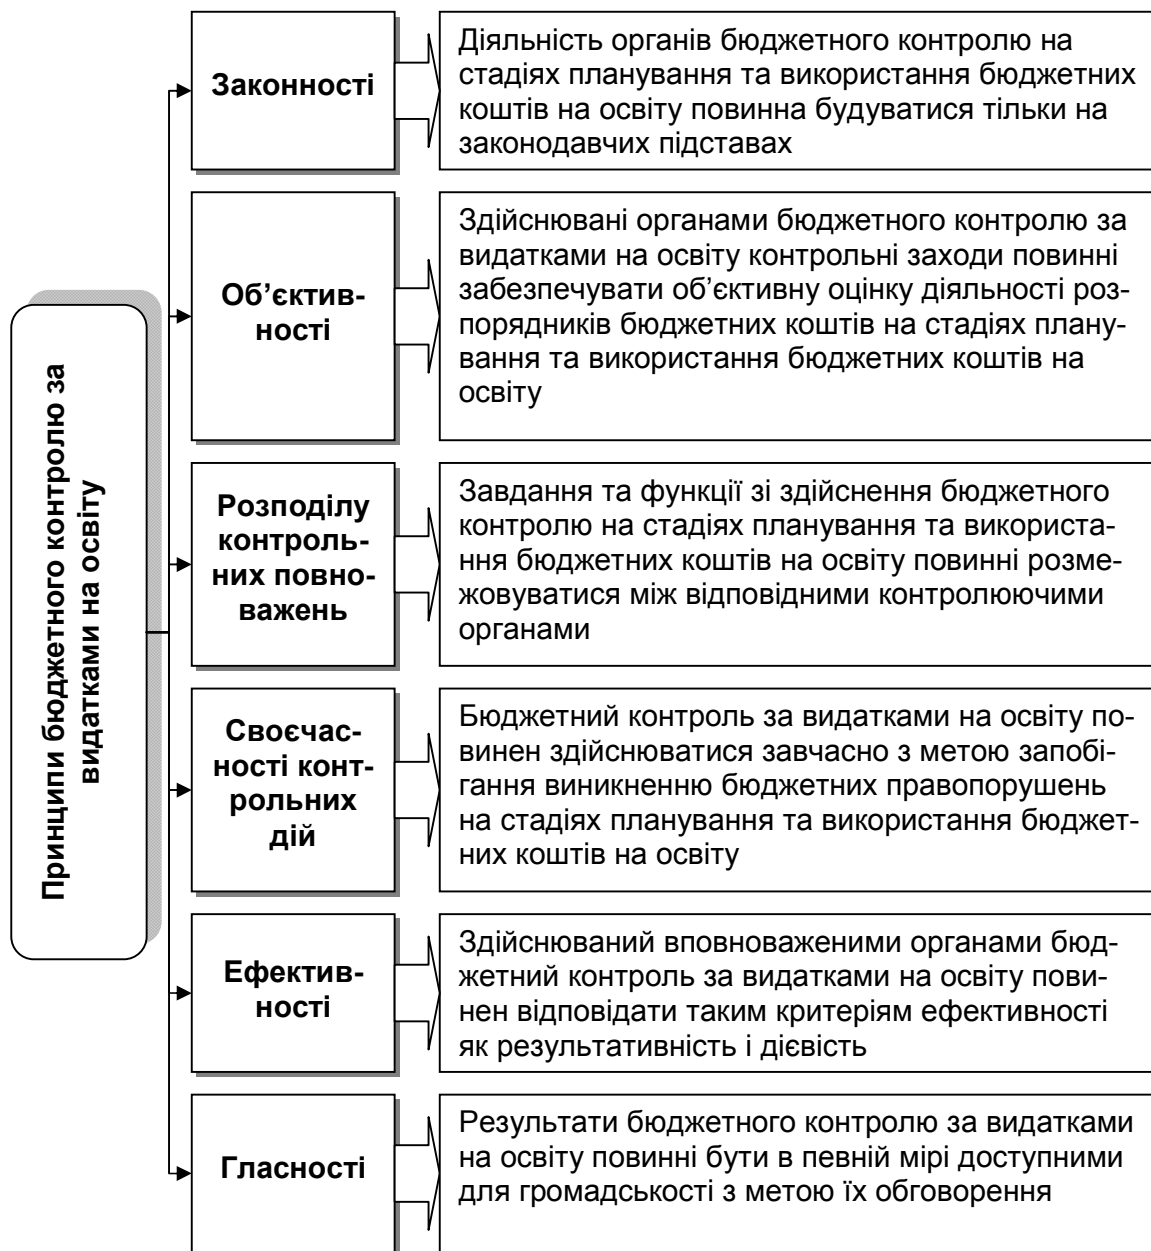 Принципи бюджетного контролю за
видатками на освіту
Законності
Діяльність органів бюджетного контролю на
стадіях планування та використання бюджетних
коштів на освіту повинна будуватися тільки на
законодавчих підставах
Об’єктив-
ності
Здійснювані органами бюджетного контролю за
видатками на освіту контрольні заходи повинні
забезпечувати об’єктивну оцінку діяльності роз-
порядників бюджетних коштів на стадіях плану-
вання та використання бюджетних коштів на
освіту
Розподілу
контроль-
них повно-
важень
Завдання та функції зі здійснення бюджетного
контролю на стадіях планування та використа-
ння бюджетних коштів на освіту повинні розме-
жовуватися між відповідними контролюючими
органами
Своєчас-
ності конт-
рольних
дій
Бюджетний контроль за видатками на освіту по-
винен здійснюватися завчасно з метою запобі-
гання виникненню бюджетних правопорушень
на стадіях планування та використання бюджет-
них коштів на освіту
Ефектив-
ності
Здійснюваний вповноваженими органами бюд-
жетний контроль за видатками на освіту пови-
нен відповідати таким критеріям ефективності
як результативність і дієвість
Гласності
Результати бюджетного контролю за видатками
на освіту повинні бути в певній мірі доступними
для громадськості з метою їх обговорення